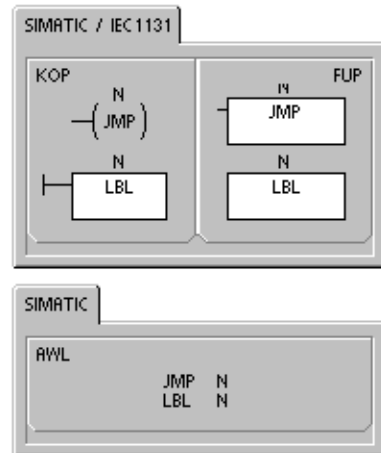 SIMATIC / IEC1131
KOP
FUP
N
JMP
N
LBL
N
JMP
N
LBL
SIMATIC
AWL
JMP N
LBL N